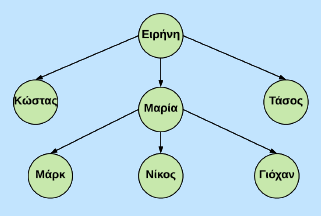 Ειρήνη
Κώστας
Μαρία
Τάσος
Μάρκ
Νίκος
Γιόχαν